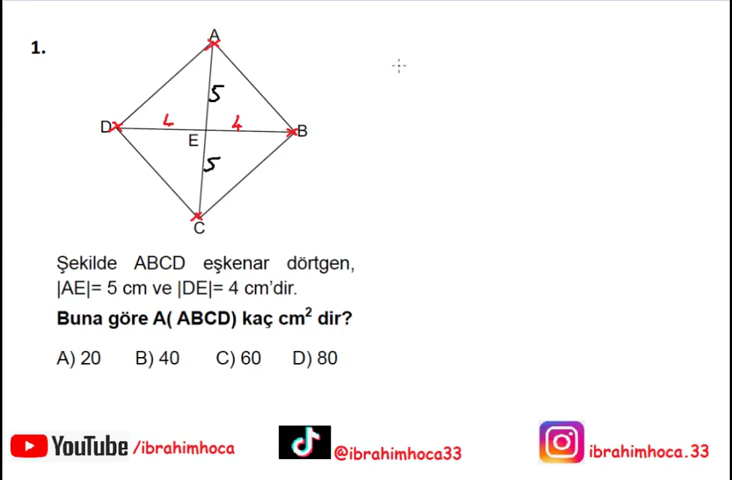 1.
A
5
D
4
4
B
E
5
C
Şekilde ABCD eşkenar dörtgen,
|AE|= 5 cm ve |DE|= 4 cm'dir.
Buna göre A( ABCD) kaç cm² dir?
A) 20 B) 40 C) 60 D) 80
YouTube /ibrahimhoca
@ibrahimhoca33
ibrahimhoca.33